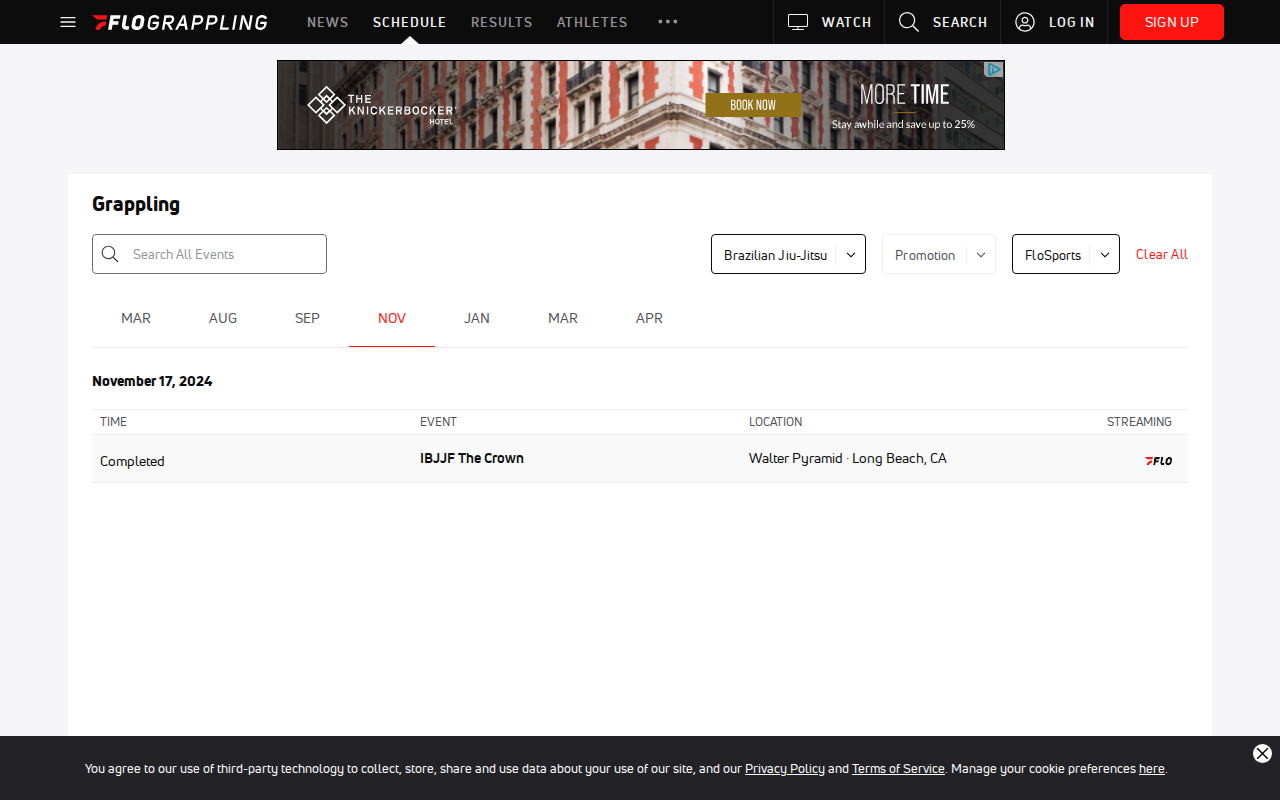 FLOGRAPPLING NEWS SCHEDULE RESULTS ATHLETES WATCH SEARCH LOG IN SIGN UP
THE KNICKERBOCKER HOTEL
BOOK NOW
MORE TIME
Stay awhile and save up to 25%
Grappling
Search All Events
Brazilian Jiu-Jitsu Promotion FloSports Clear All
MAR AUG SEP NOV JAN MAR APR
November 17, 2024
TIME EVENT LOCATION STREAMING
Completed IBJJF The Crown Walter Pyramid · Long Beach, CA FLO
You agree to our use of third-party technology to collect, store, share and use data about your use of our site, and our Privacy Policy and Terms of Service. Manage your cookie preferences here.